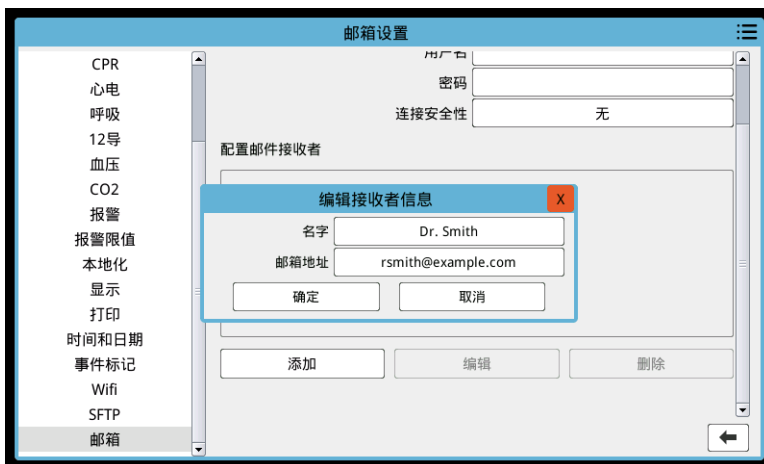 邮箱设置
CPR
心电
呼吸
12导
血压
CO2
报警
报警限值
本地化
显示
打印
时间和日期
事件标记
Wifi
SFTP
邮箱
用户名
密码
连接安全性 无
配置邮件接收者
编辑接收者信息 X
名字 Dr. Smith
邮箱地址 rsmith@example.com
确定 取消
添加 编辑 删除